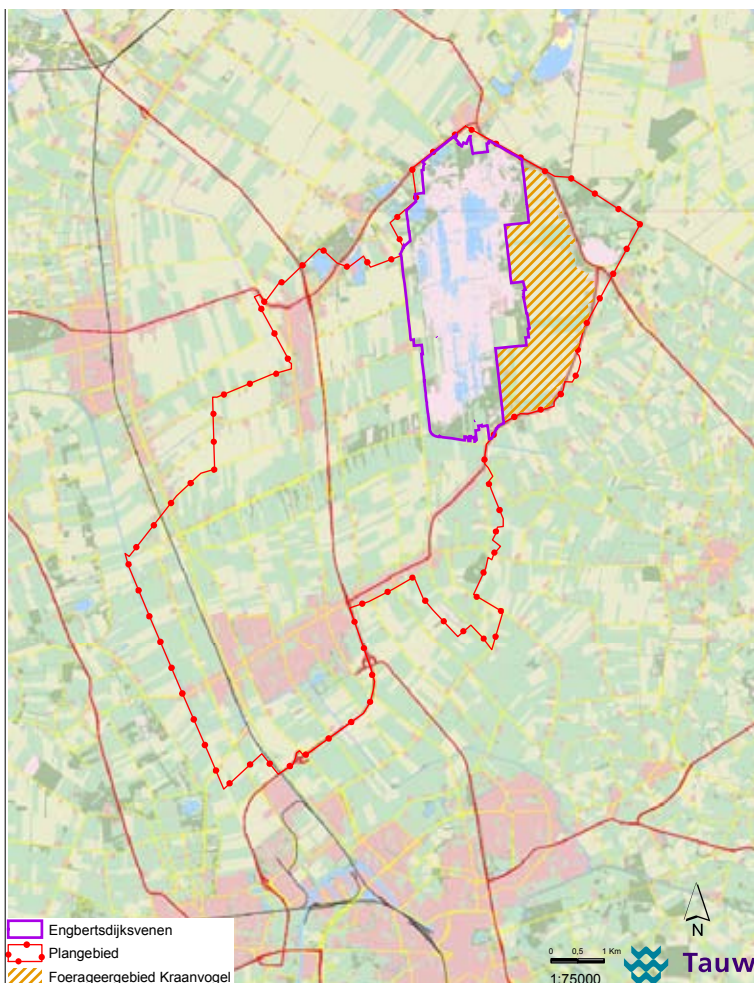 Engbertsdijksvenen
Plangebied
Foerageergebied Kraanvogel
N
0 0,5 1 Km
1:75000
Tauw